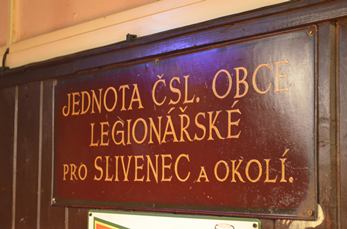 JEDNOTA ČSL. OBCE
LEGIONÁŘSKÉ
PRO SLIVENEC A OKOLÍ.